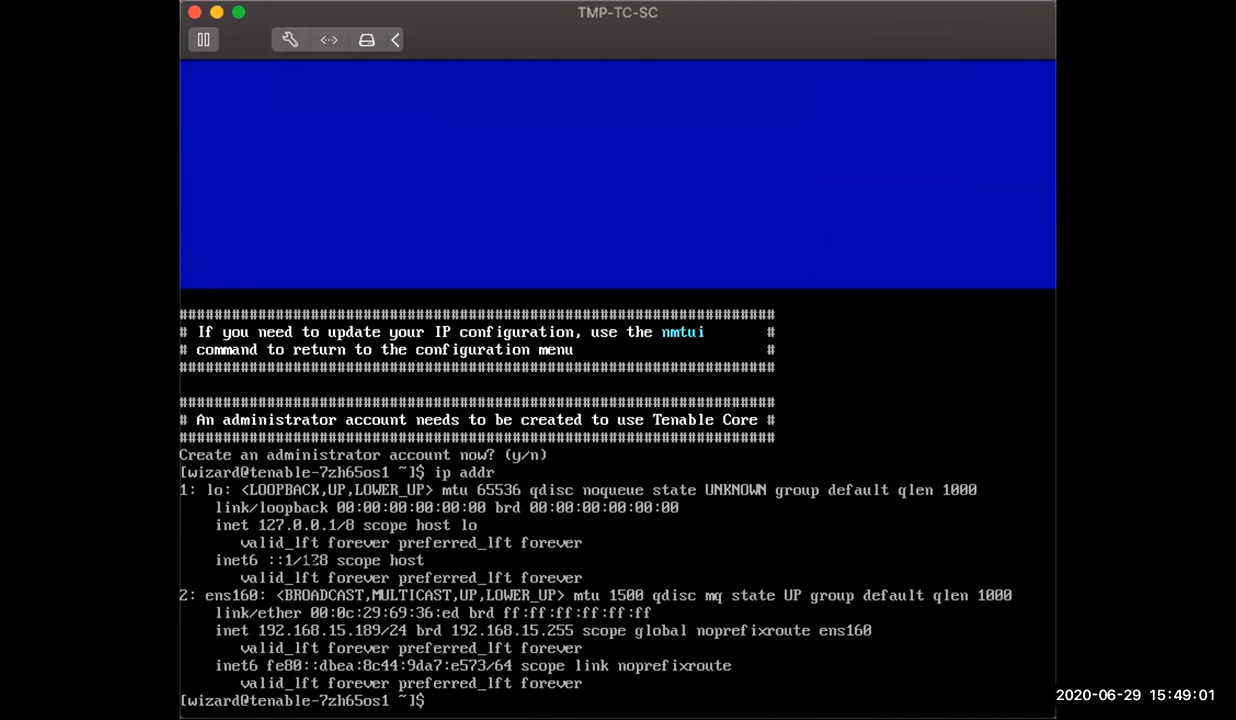 TMP-TC-SC
#####################################################################
# If you need to update your IP configuration, use the nmtui #
# command to return to the configuration menu #
#####################################################################
#####################################################################
# An administrator account needs to be created to use Tenable Core #
#####################################################################
Create an administrator account now? (y/n)
[wizard@tenable-7zh65os1 ~]$ ip addr
1: lo: <LOOPBACK,UP,LOWER_UP> mtu 65536 qdisc noqueue state UNKNOWN group default qlen 1000
link/loopback 00:00:00:00:00:00 brd 00:00:00:00:00:00
inet 127.0.0.1/8 scope host lo
valid_lft forever preferred_lft forever
inet6 ::1/128 scope host
valid_lft forever preferred_lft forever
2: ens160: <BROADCAST,MULTICAST,UP,LOWER_UP> mtu 1500 qdisc mq state UP group default qlen 1000
link/ether 00:0c:29:69:36:ed brd ff:ff:ff:ff:ff:ff
inet 192.168.15.189/24 brd 192.168.15.255 scope global noprefixroute ens160
valid_lft forever preferred_lft forever
inet6 fe80::dbea:8c44:9da7:e573/64 scope link noprefixroute
valid_lft forever preferred_lft forever
[wizard@tenable-7zh65os1 ~]$
2020-06-29 15:49:01